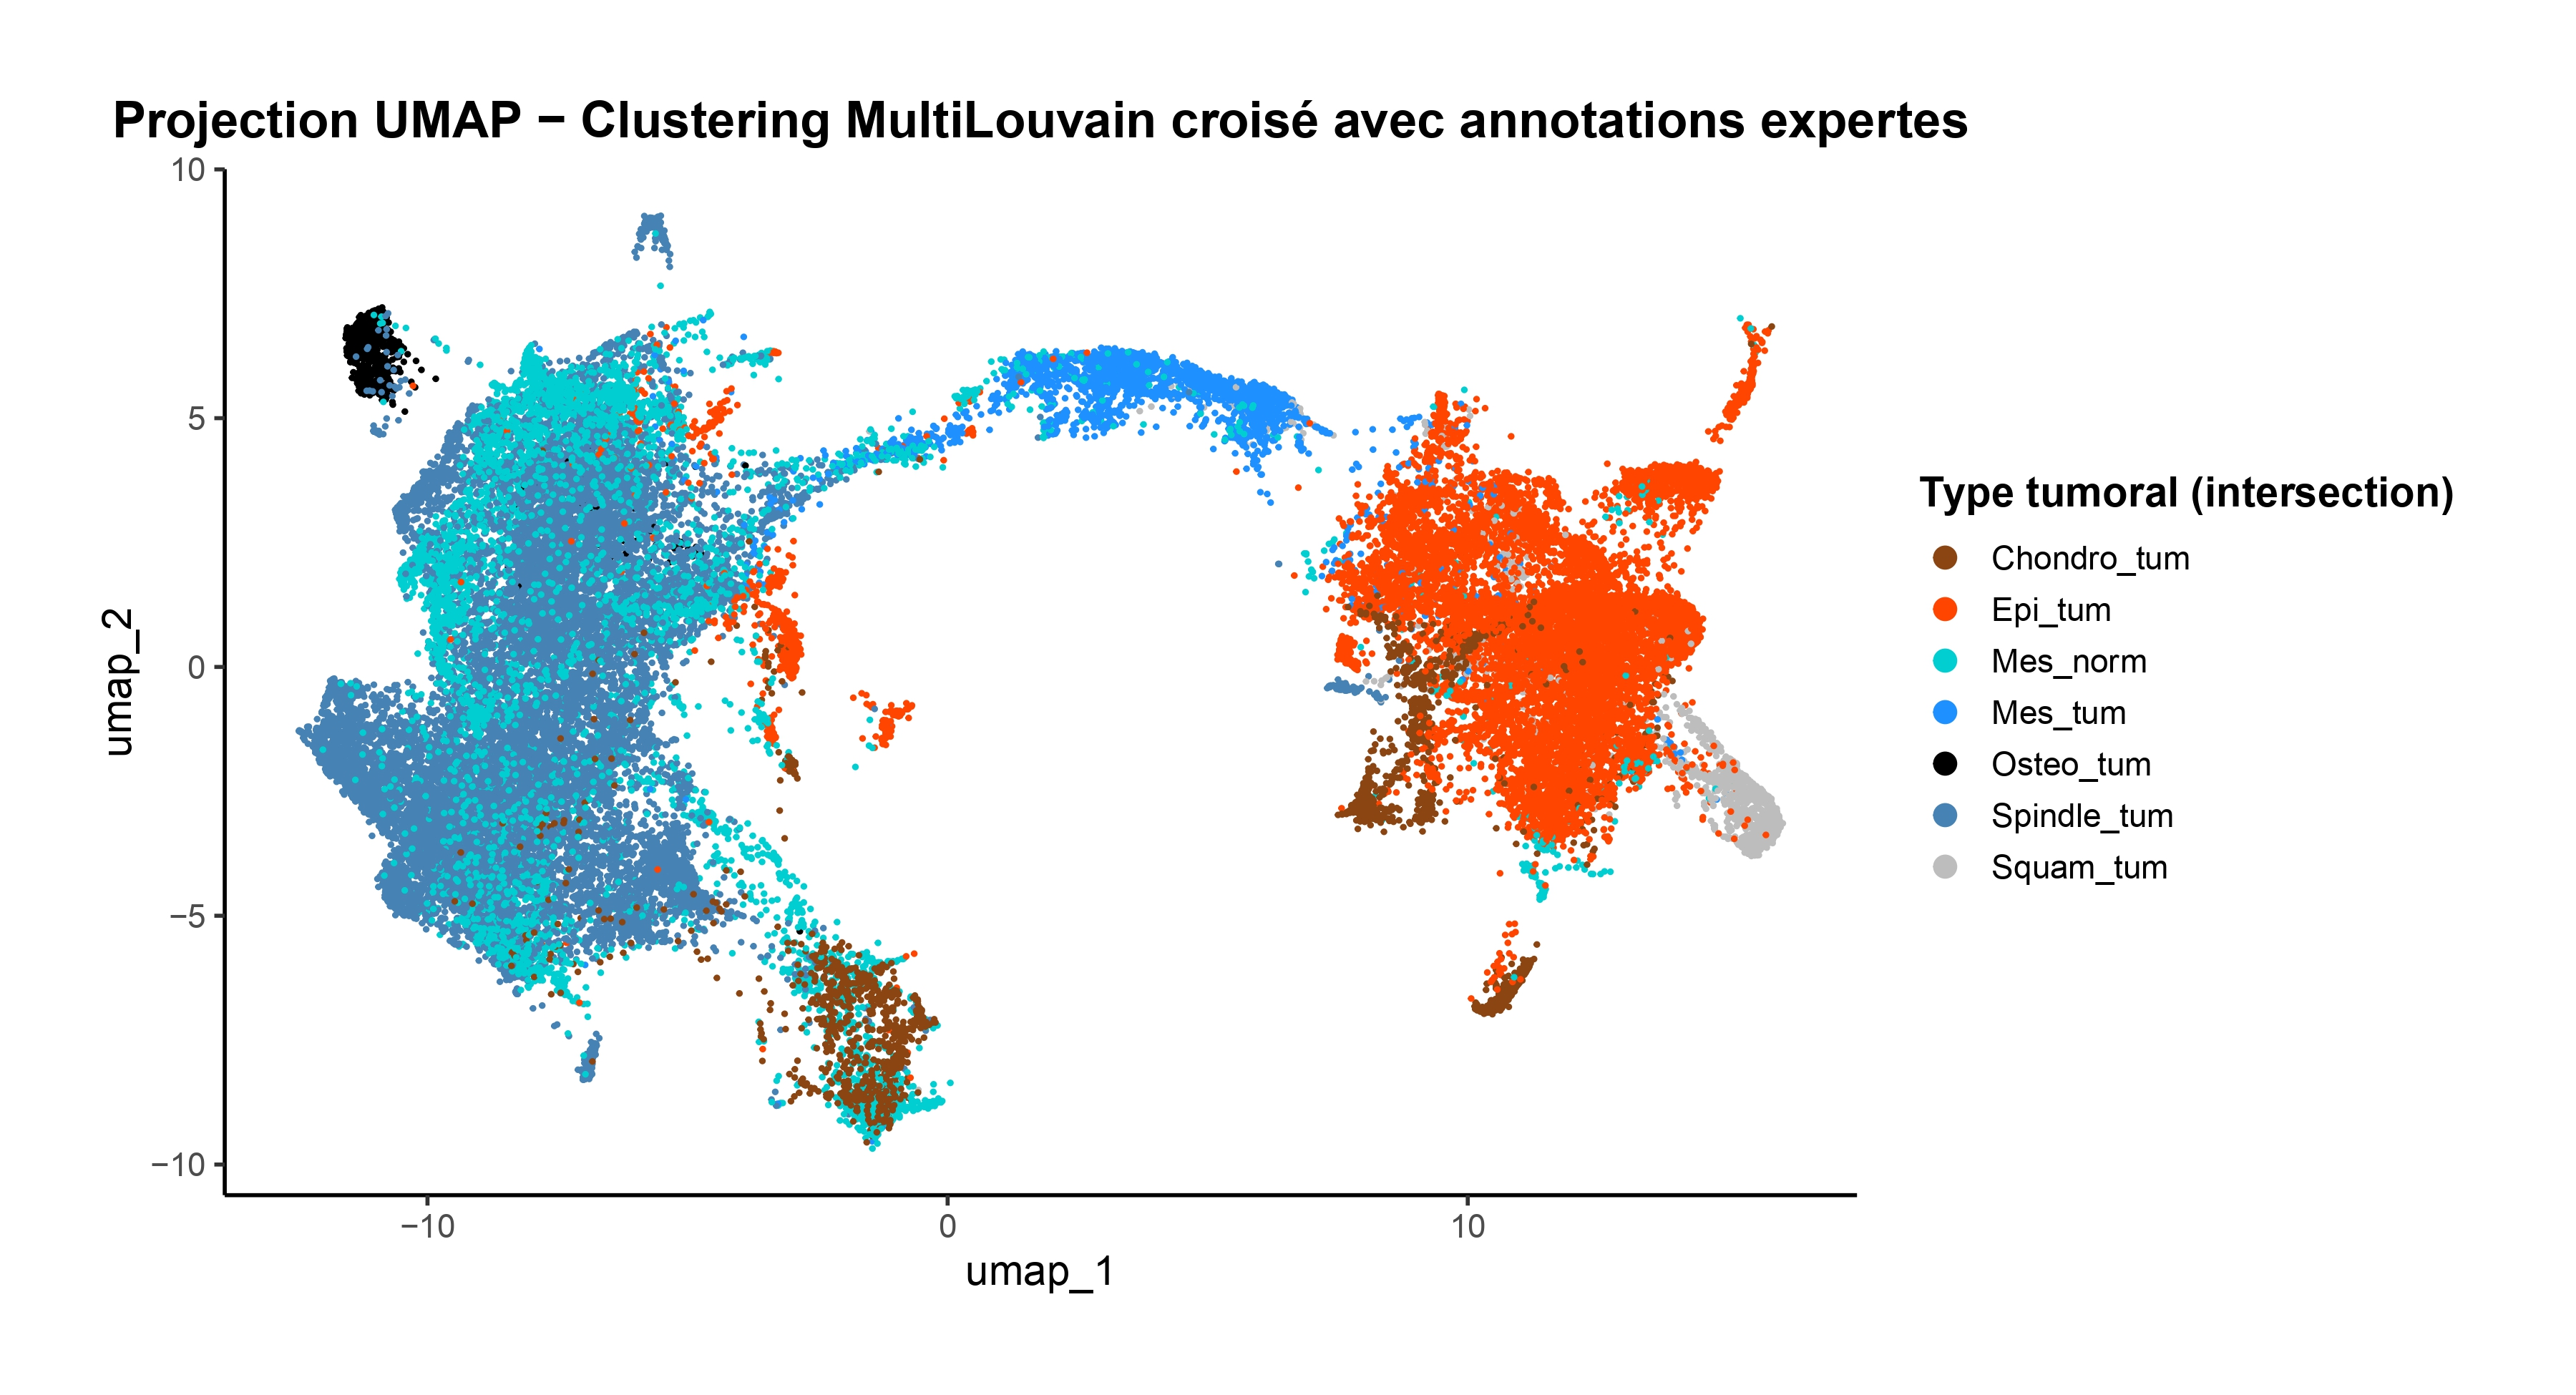 Projection UMAP − Clustering MultiLouvain croisé avec annotations expertes
10
5
0
−5
−10
umap_2
−10
0
10
umap_1
Type tumoral (intersection)
Chondro_tum
Epi_tum
Mes_norm
Mes_tum
Osteo_tum
Spindle_tum
Squam_tum